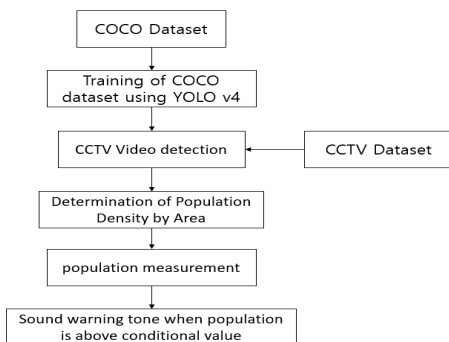 COCO Dataset
Training of COCO
dataset using YOLO v4
CCTV Video detection
CCTV Dataset
Determination of Population
Density by Area
population measurement
Sound warning tone when population
is above conditional value